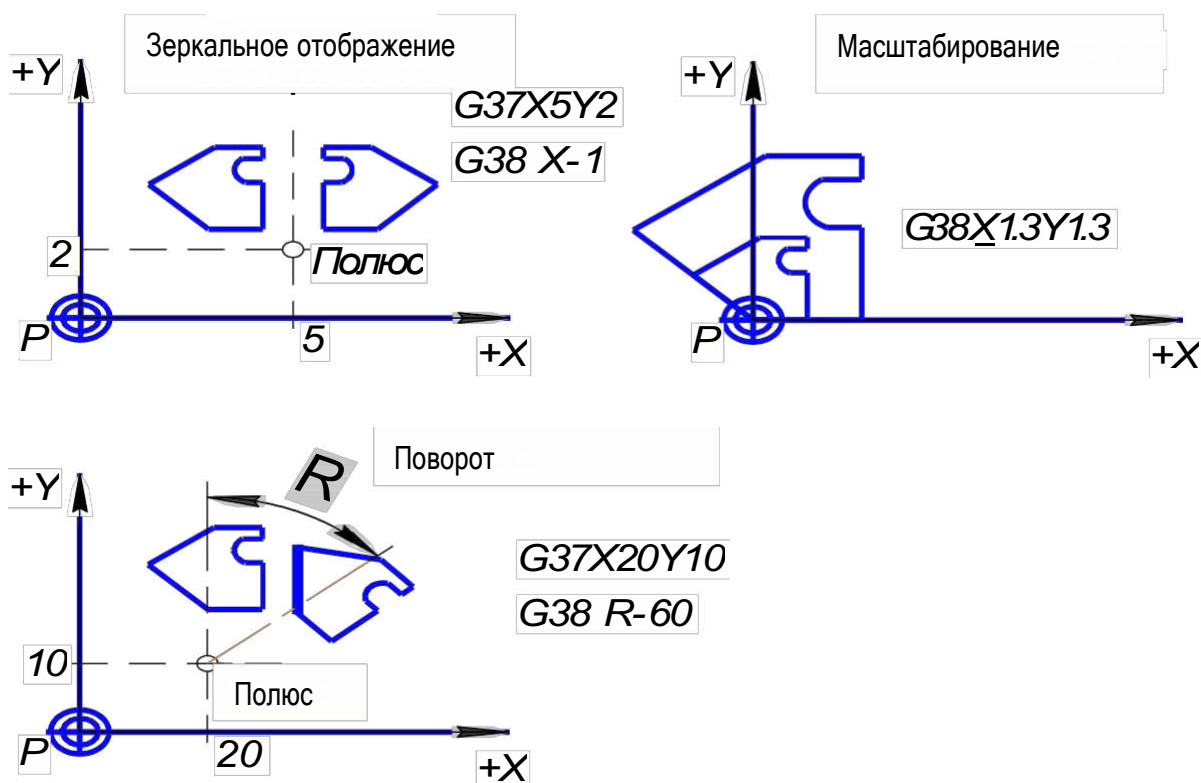 Зеркальное отображение
+Y
G37X5Y2
G38 X-1
2
Полюс
P
5
+X
Масштабирование
+Y
G38X1.3Y1.3
P
+X
Поворот
+Y
R
G37X20Y10
G38 R-60
10
Полюс
P
20
+X